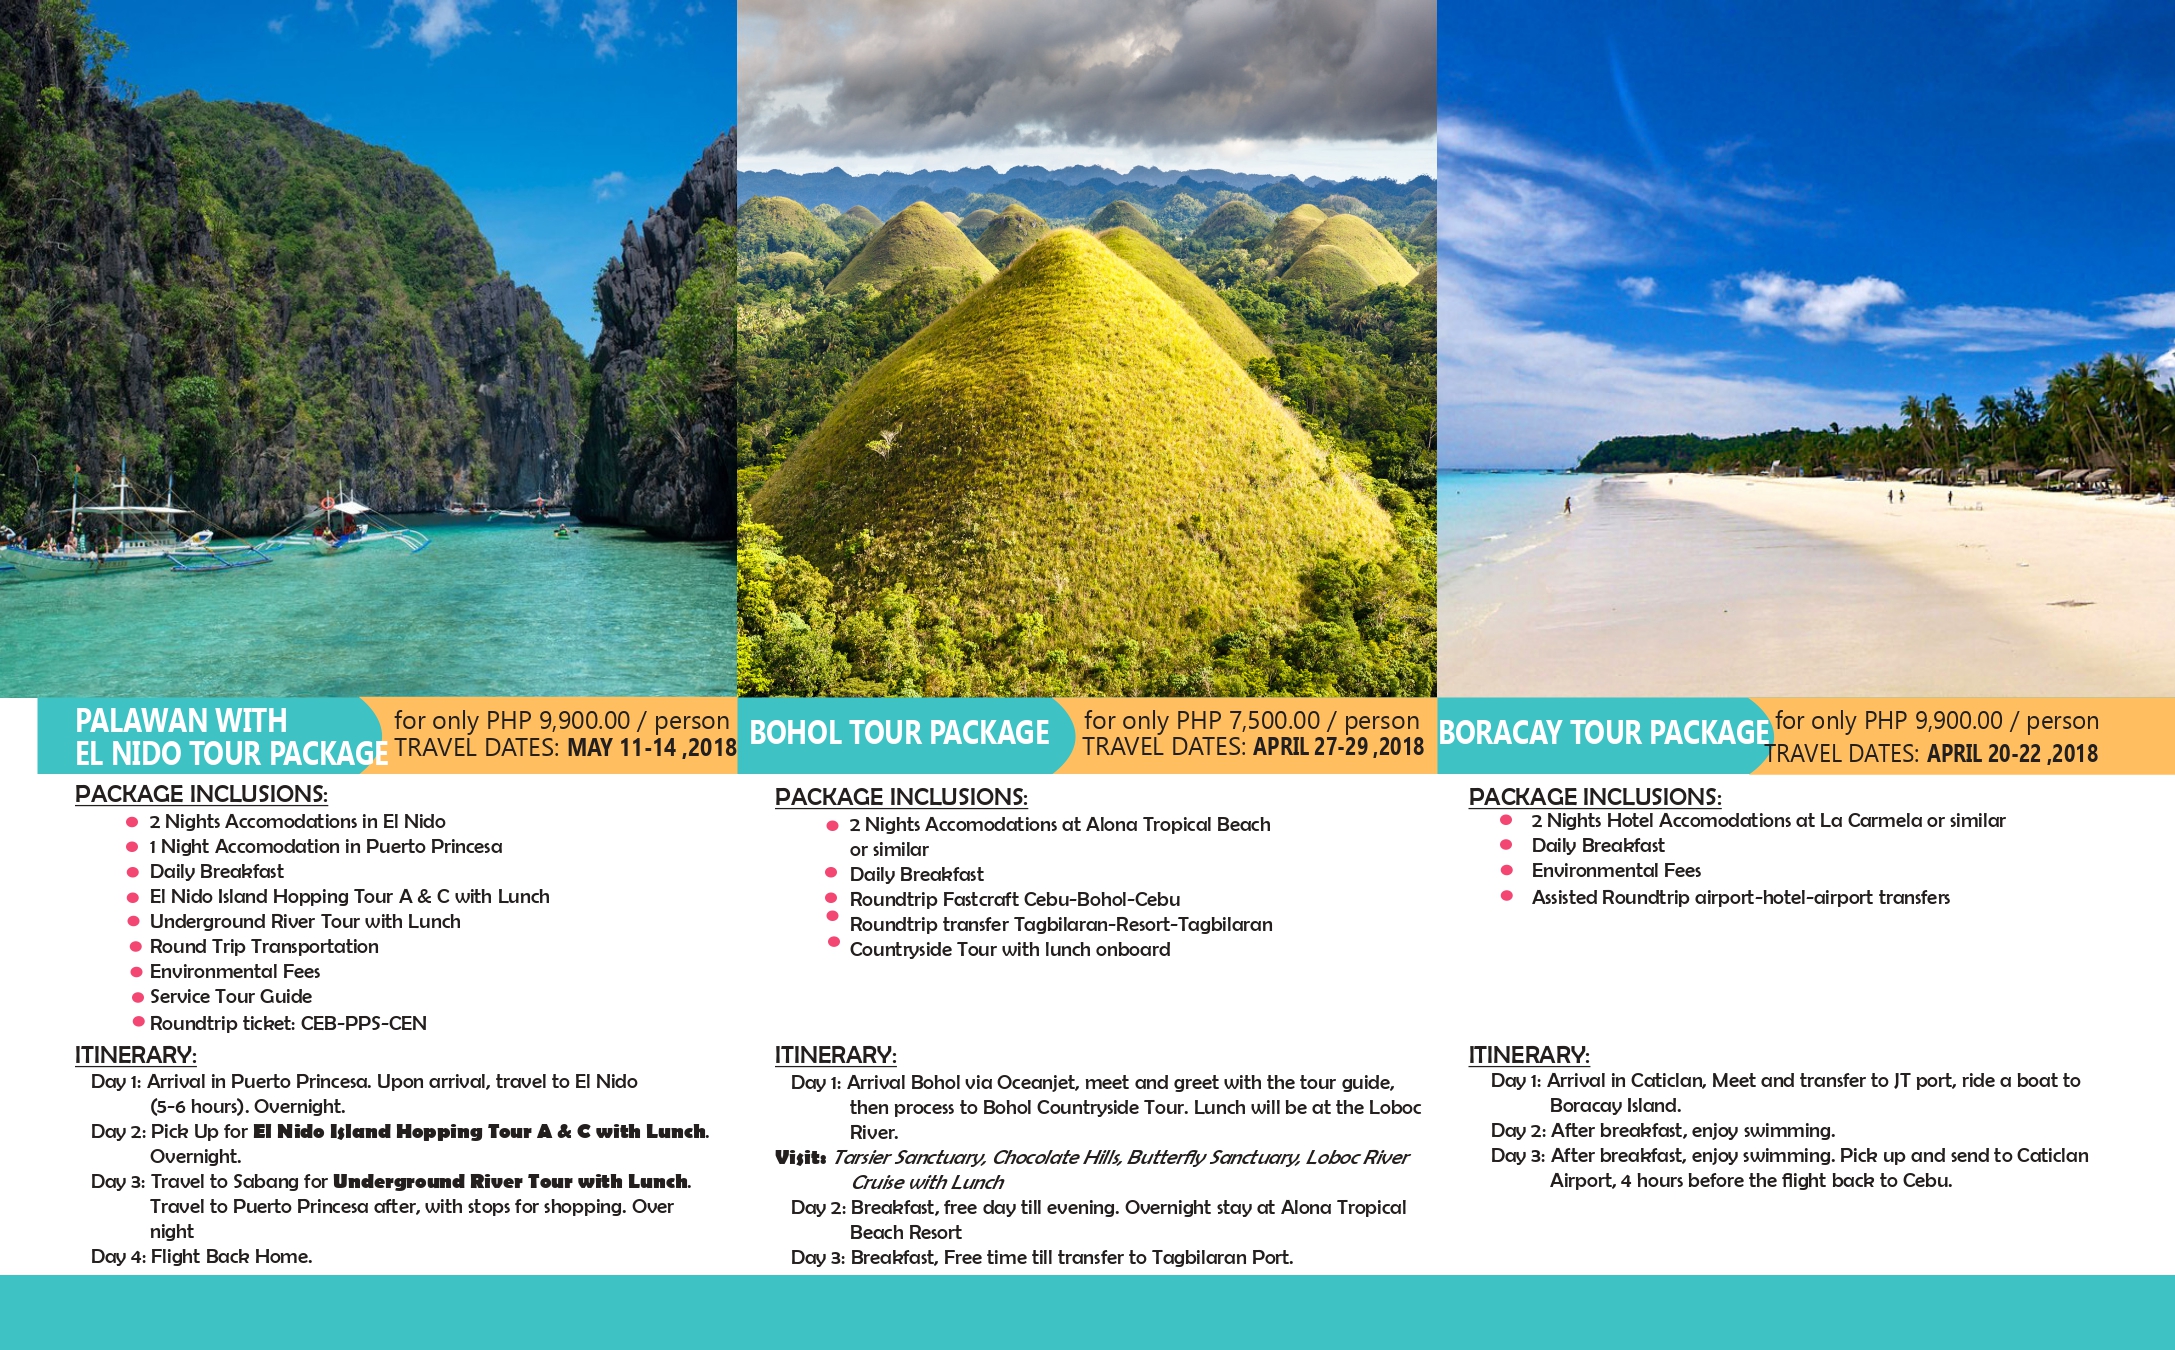 PALAWAN WITH
EL NIDO TOUR PACKAGE
for only PHP 9,900.00 / person
TRAVEL DATES: MAY 11-14 ,2018
PACKAGE INCLUSIONS:
2 Nights Accomodations in El Nido
1 Night Accomodation in Puerto Princesa
Daily Breakfast
El Nido Island Hopping Tour A & C with Lunch
Underground River Tour with Lunch
Round Trip Transportation
Environmental Fees
Service Tour Guide
Roundtrip ticket: CEB-PPS-CEN
ITINERARY:
Day 1: Arrival in Puerto Princesa. Upon arrival, travel to El Nido
(5-6 hours). Overnight.
Day 2: Pick Up for El Nido Island Hopping Tour A & C with Lunch.
Overnight.
Day 3: Travel to Sabang for Underground River Tour with Lunch.
Travel to Puerto Princesa after, with stops for shopping. Over
night
Day 4: Flight Back Home.
BOHOL TOUR PACKAGE
for only PHP 7,500.00 / person
TRAVEL DATES: APRIL 27-29 ,2018
PACKAGE INCLUSIONS:
2 Nights Accomodations at Alona Tropical Beach
or similar
Daily Breakfast
Roundtrip Fastcraft Cebu-Bohol-Cebu
Roundtrip transfer Tagbilaran-Resort-Tagbilaran
Countryside Tour with lunch onboard
ITINERARY:
Day 1: Arrival Bohol via Oceanjet, meet and greet with the tour guide,
then process to Bohol Countryside Tour. Lunch will be at the Loboc
River.
Visit: Tarsier Sanctuary, Chocolate Hills, Butterfly Sanctuary, Loboc River
Cruise with Lunch
Day 2: Breakfast, free day till evening. Overnight stay at Alona Tropical
Beach Resort
Day 3: Breakfast, Free time till transfer to Tagbilaran Port.
BORACAY TOUR PACKAGE
for only PHP 9,900.00 / person
TRAVEL DATES: APRIL 20-22 ,2018
PACKAGE INCLUSIONS:
2 Nights Hotel Accomodations at La Carmela or similar
Daily Breakfast
Environmental Fees
Assisted Roundtrip airport-hotel-airport transfers
ITINERARY:
Day 1: Arrival in Caticlan, Meet and transfer to JT port, ride a boat to
Boracay Island.
Day 2: After breakfast, enjoy swimming.
Day 3: After breakfast, enjoy swimming. Pick up and send to Caticlan
Airport, 4 hours before the flight back to Cebu.